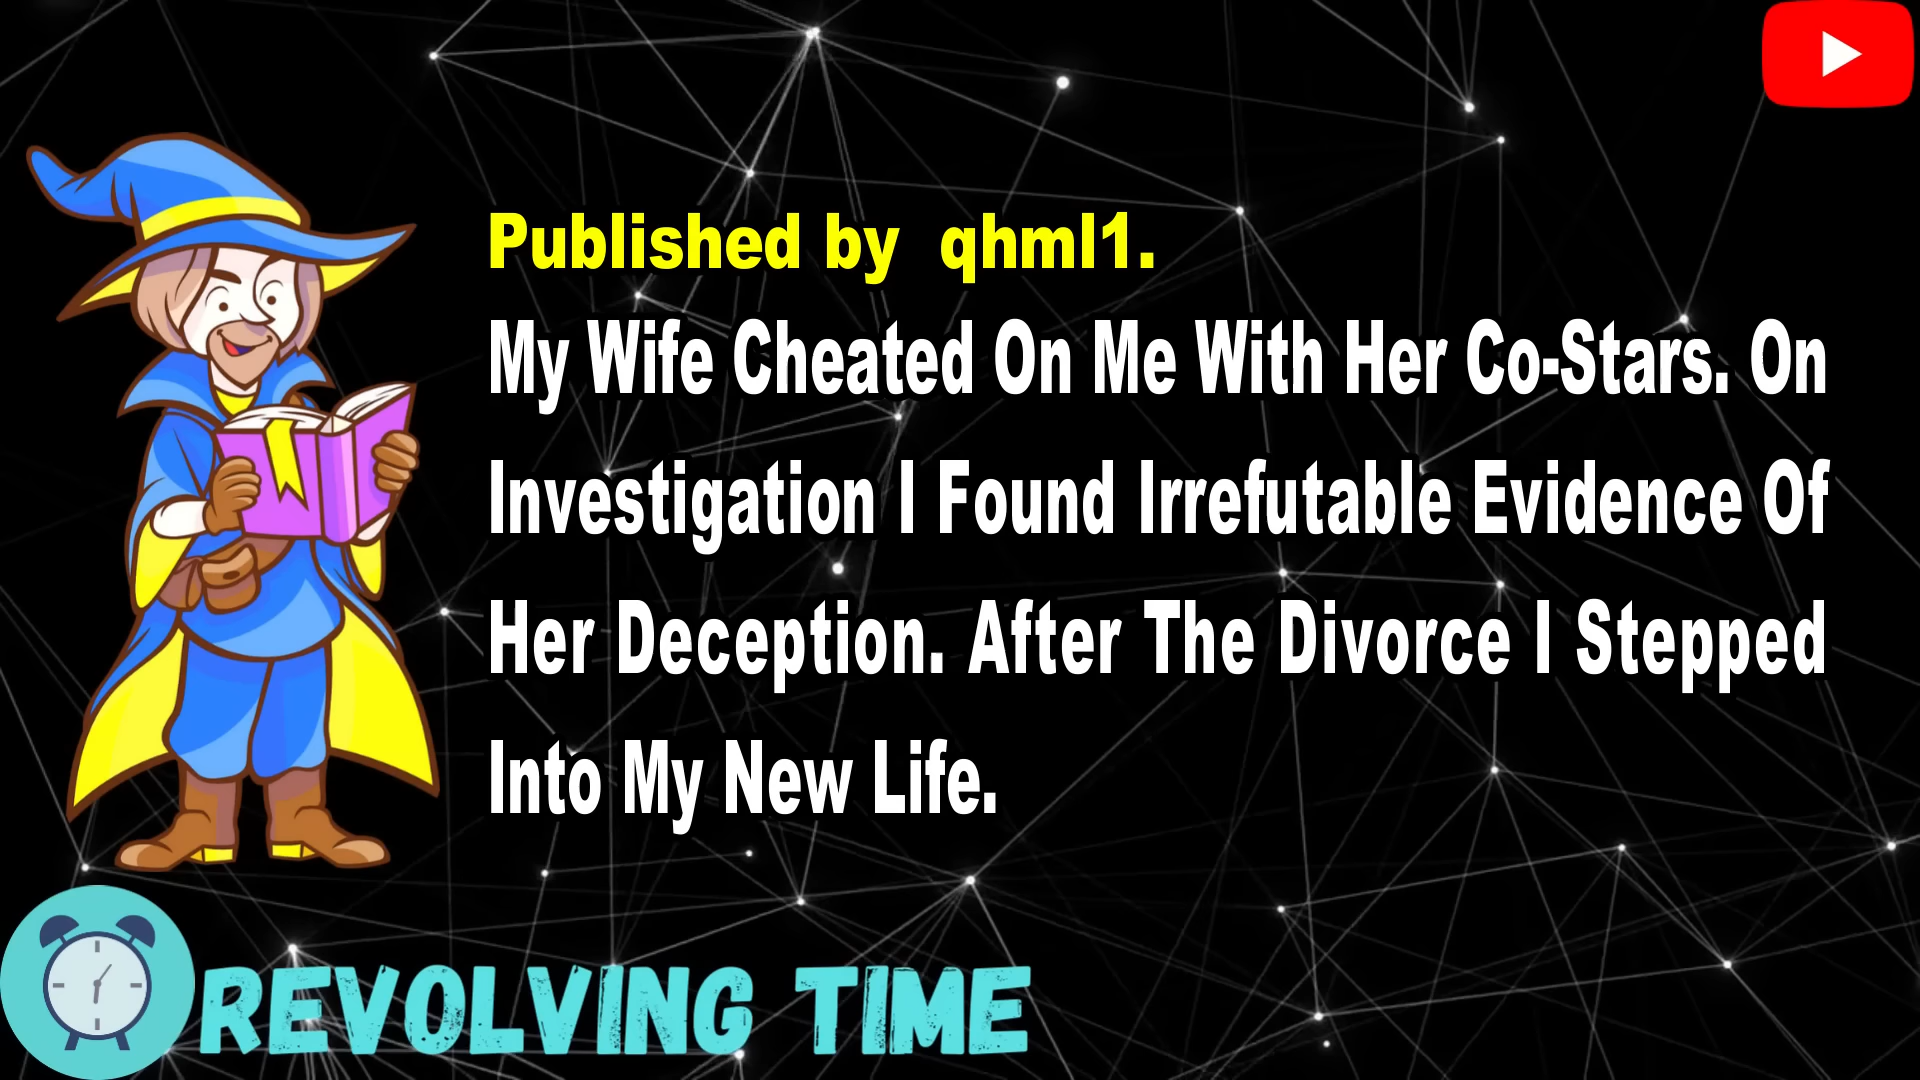 Published by qhml1.
My Wife Cheated On Me With Her Co-Stars. On
Investigation I Found Irrefutable Evidence Of
Her Deception. After The Divorce I Stepped
Into My New Life.
REVOLVING TIME